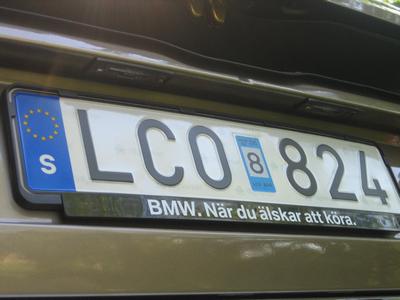 S LCO 8 824
BMW. När du älskar att köra.